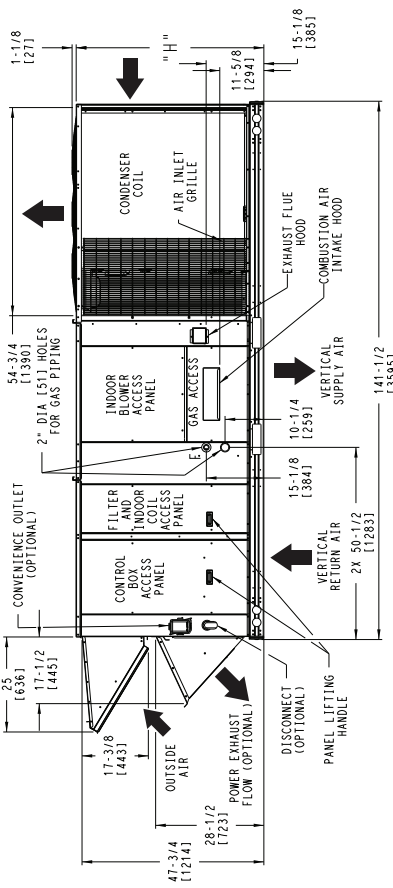 1-1/8
[27]
"H"
15-1/8
[385]
11-5/8
[294]
CONDENSER
COIL
AIR INLET
GRILLE
EXHAUST FLUE
HOOD
COMBUSTION AIR
INTAKE HOOD
54-3/4
[1390]
2" DIA [51] HOLES
FOR GAS PIPING
INDOOR
BLOWER
ACCESS
PANEL
GAS ACCESS
VERTICAL
SUPPLY AIR
141-1/2
[3595]
10-1/4
[259]
E
15-1/8
[384]
2X 50-1/2
[1283]
CONVENIENCE OUTLET
(OPTIONAL)
FILTER
AND
INDOOR
COIL
ACCESS
PANEL
CONTROL
BOX
ACCESS
PANEL
VERTICAL
RETURN AIR
25
[636]
17-1/2
[445]
17-3/8
[443]
OUTSIDE
AIR
POWER EXHAUST
FLOW (OPTIONAL)
DISCONNECT
(OPTIONAL)
PANEL LIFTING
HANDLE
28-1/2
[723]
47-3/4
[1214]